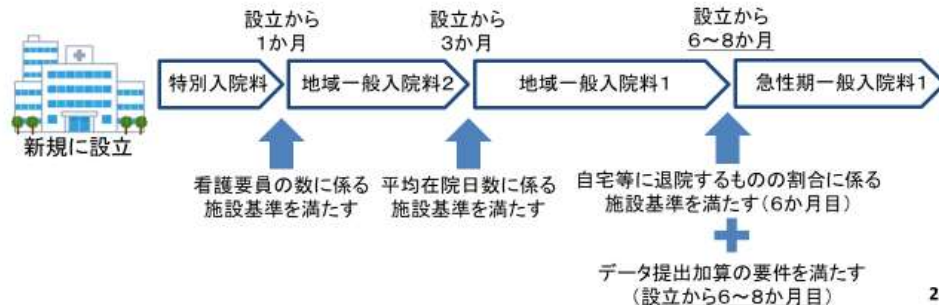 設立から
1か月
設立から
3か月
設立から
6～8か月
特別入院料
地域一般入院料2
地域一般入院料1
急性期一般入院料1
新規に設立
看護要員の数に係る
施設基準を満たす
平均在院日数に係る
施設基準を満たす
自宅等に退院するものの割合に係る
施設基準を満たす(6か月目)
データ提出加算の要件を満たす
(設立から6～8か月目)
2